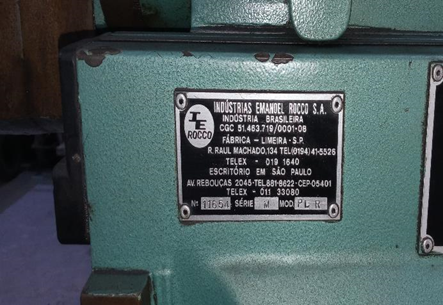 INDÚSTRIAS EMANOEL ROCCO S.A.
INDÚSTRIA BRASILEIRA
CGC 51.463.719/0001-08
FÁBRICA - LIMEIRA - S.P.
R. RAUL MACHADO, 134 TEL(0194) 41-5526
TELEX - 019 1640
ESCRITÓRIO EM SÃO PAULO
AV. REBOUÇAS 2045-TEL. 881-8622-CEP-05401
TELEX - 011 33080
Nº 11654 SÉRIE M MOD. PLR
IE
ROCCO